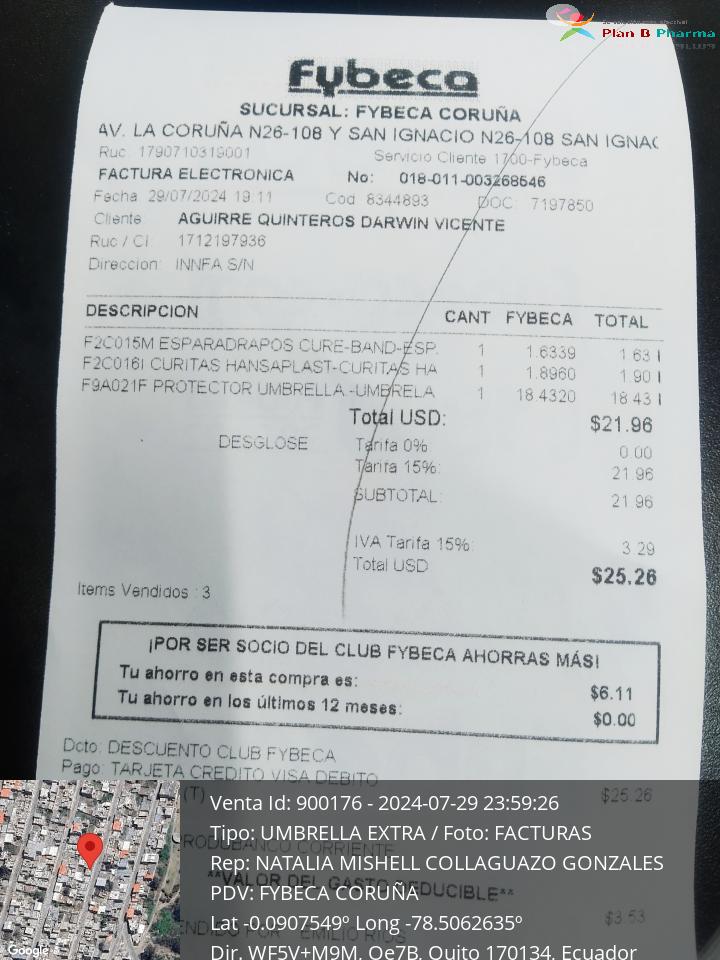 Plan B Pharma
Fybeca
SUCURSAL: FYBECA CORUÑA
AV. LA CORUÑA N26-108 Y SAN IGNACIO N26-108 SAN IGNAC
Ruc: 1790710319001 Servicio Cliente 1700-Fybeca
FACTURA ELECTRONICA No: 018-011-003268546
Fecha 29/07/2024 19:11 Cod 8344893 DOC: 7197850
Cliente AGUIRRE QUINTEROS DARWIN VICENTE
Ruc / CI 1712197936
Direccion: INNFA S/N
DESCRIPCION CANT FYBECA TOTAL
F2C015M ESPARADRAPOS CURE-BAND-ESP. 1 1.6339 1.63 I
F2C016I CURITAS HANSAPLAST-CURITAS HA 1 1.8960 1.90 I
F9A021F PROTECTOR UMBRELLA.-UMBRELA 1 18.4320 18.43 I
Total USD: $21.96
DESGLOSE Tarifa 0% 0.00
Tarifa 15%: 21.96
SUBTOTAL: 21.96
IVA Tarifa 15%: 3.29
Total USD $25.26
Items Vendidos : 3
¡POR SER SOCIO DEL CLUB FYBECA AHORRAS MÁS!
Tu ahorro en esta compra es: $6.11
Tu ahorro en los últimos 12 meses: $0.00
Dcto: DESCUENTO CLUB FYBECA
Pago: TARJETA CREDITO VISA DEBITO
(T) $25.26
PRODUBANCO CORRIENTE
**VALOR DEL GASTO DEDUCIBLE**
$3.53
Venta Id: 900176 - 2024-07-29 23:59:26
Tipo: UMBRELLA EXTRA / Foto: FACTURAS
Rep: NATALIA MISHELL COLLAGUAZO GONZALES
PDV: FYBECA CORUÑA
Lat -0.0907549º Long -78.5062635º
Dir. WF5V+M9M, Oe7B, Quito 170134, Ecuador
Google